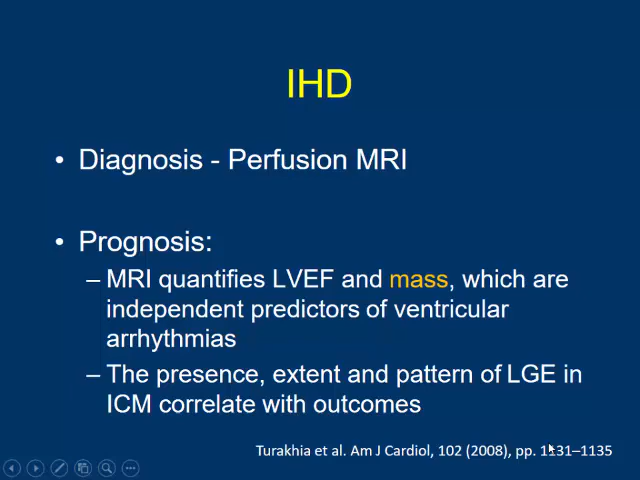 IHD
• Diagnosis - Perfusion MRI
• Prognosis:
– MRI quantifies LVEF and mass, which are
independent predictors of ventricular
arrhythmias
– The presence, extent and pattern of LGE in
ICM correlate with outcomes
Turakhia et al. Am J Cardiol, 102 (2008), pp. 1131–1135